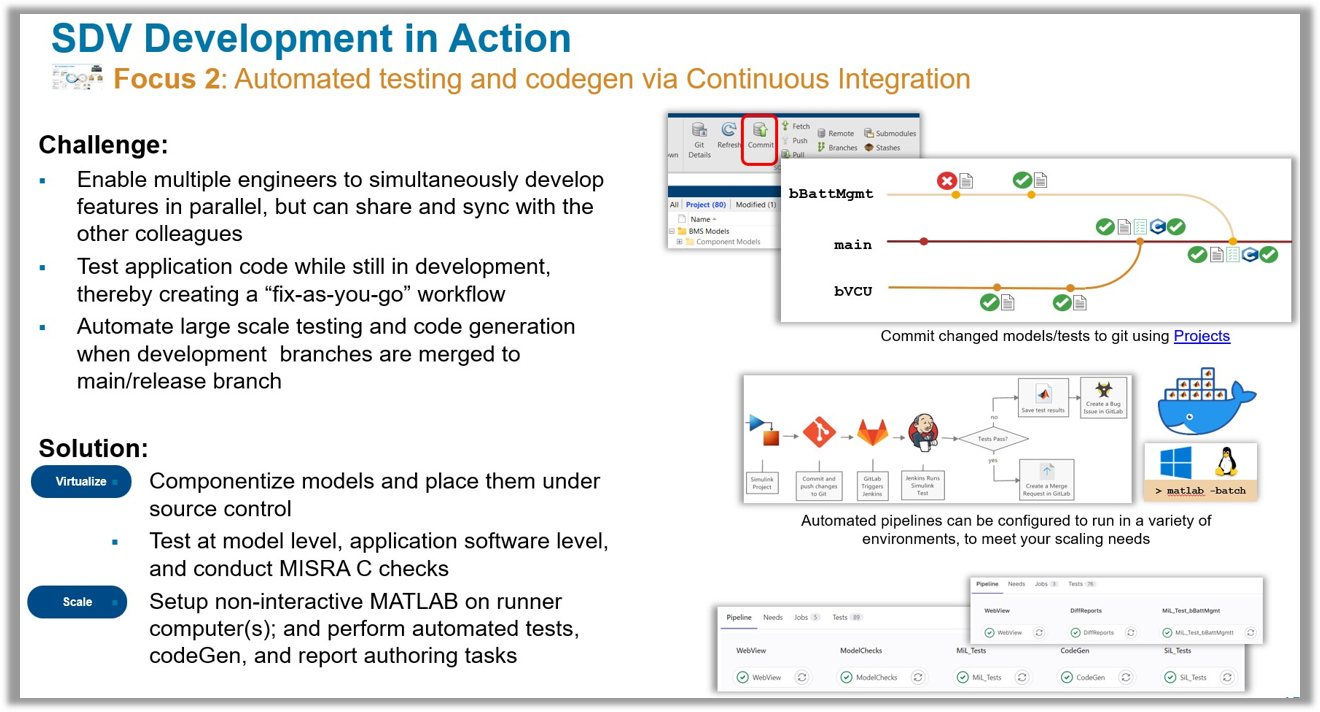 SDV Development in Action
Focus 2: Automated testing and codegen via Continuous Integration
Challenge:
▪ Enable multiple engineers to simultaneously develop
features in parallel, but can share and sync with the
other colleagues
▪ Test application code while still in development,
thereby creating a “fix-as-you-go” workflow
▪ Automate large scale testing and code generation
when development branches are merged to
main/release branch
Solution:
Virtualize
Componentize models and place them under
source control
▪ Test at model level, application software level,
and conduct MISRA C checks
Scale
Setup non-interactive MATLAB on runner
computer(s); and perform automated tests,
codeGen, and report authoring tasks
Git
Details
Refresh
Commit
Fetch
Push
Pull
Remote
Branches
Submodules
Stashes
All Project (80) Modified (1)
Name
BMS Models
Component Models
bBattMgmt
main
bVCU
Commit changed models/tests to git using Projects
Simulink
Project
Commit and
push changes
to Git
GitLab
Triggers
Jenkins
Jenkins Runs
Simulink
Test
Tests Pass?
no
yes
Save test results
Create a Bug
Issue in GitLab
Create a Merge
Request in GitLab
> matlab -batch
Automated pipelines can be configured to run in a variety of
environments, to meet your scaling needs
Pipeline Needs Jobs 3 Tests 76
WebView DiffReports MiL_Test_bBattMgmt
WebView DiffReports MiL_Test_bBattMgmt
Pipeline Needs Jobs 5 Tests 89
WebView ModelChecks MiL_Tests CodeGen SiL_Tests
WebView ModelChecks MiL_Tests CodeGen SiL_Tests